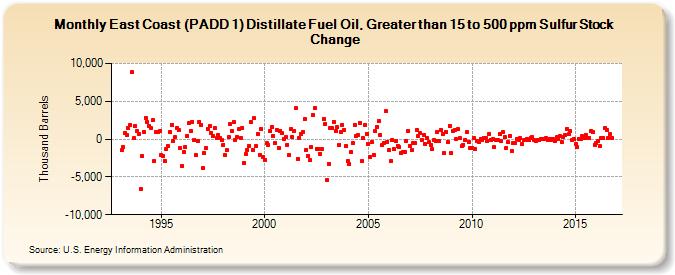 Monthly East Coast (PADD 1) Distillate Fuel Oil, Greater than 15 to 500 ppm Sulfur Stock
Change
Thousand Barrels
10,000
5,000
0
-5,000
-10,000
1995
2000
2005
2010
2015
Source: U.S. Energy Information Administration